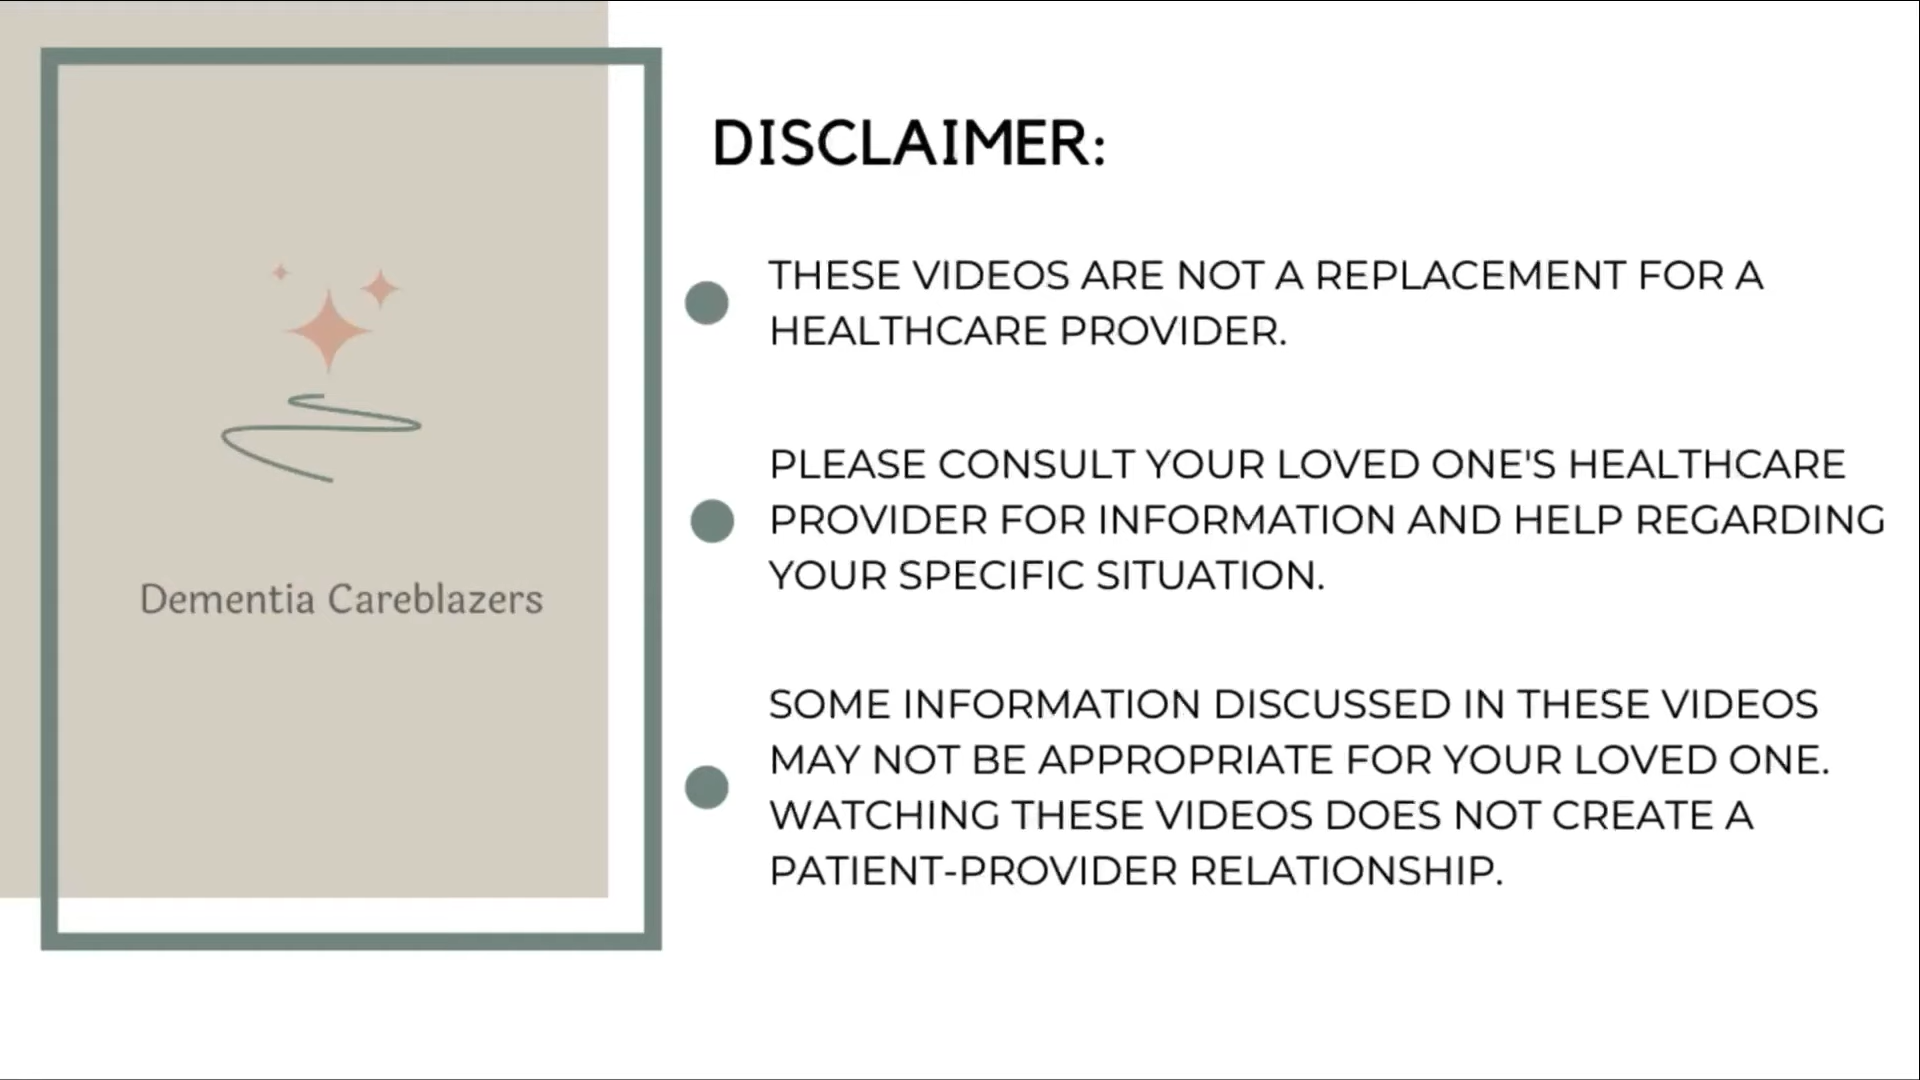 Dementia Careblazers
DISCLAIMER:
THESE VIDEOS ARE NOT A REPLACEMENT FOR A
HEALTHCARE PROVIDER.
PLEASE CONSULT YOUR LOVED ONE'S HEALTHCARE
PROVIDER FOR INFORMATION AND HELP REGARDING
YOUR SPECIFIC SITUATION.
SOME INFORMATION DISCUSSED IN THESE VIDEOS
MAY NOT BE APPROPRIATE FOR YOUR LOVED ONE.
WATCHING THESE VIDEOS DOES NOT CREATE A
PATIENT-PROVIDER RELATIONSHIP.